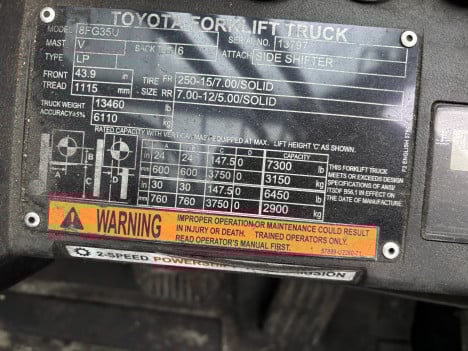 TOYOTA FORKLIFT TRUCK
MODEL 8FG35U SERIAL NO. 13797
MAST V BACK TILT 6 ATTACH. SIDE SHIFTER
TYPE LP
FRONT TREAD 43.9 in TIRE SIZE FR 250-15/7.00/SOLID
1115 mm RR 7.00-12/5.00/SOLID
TRUCK WEIGHT 13460 lb
ACCURACY±5% 6110 kg
RATED CAPACITY WITH VERTICAL MAST EQUIPPED AT MAX. LIFT HEIGHT 'C' AS SHOWN.
A B C D CAPACITY
in 24 24 147.5 0 7300 lb
mm 600 600 3750 0 3150 kg
in 30 30 147.5 0 6450 lb
mm 760 760 3750 0 2900 kg
THIS FORKLIFT TRUCK
MEETS OR EXCEEDS DESIGN
SPECIFICATIONS OF ANSI
ITSDF B56.1 IN EFFECT ON
THE DATE OF MANUFACTURE.
A B C D
WARNING
IMPROPER OPERATION OR MAINTENANCE COULD RESULT
IN INJURY OR DEATH. TRAINED OPERATORS ONLY.
READ OPERATOR'S MANUAL FIRST.
2-SPEED POWERSHIFT TRANSMISSION